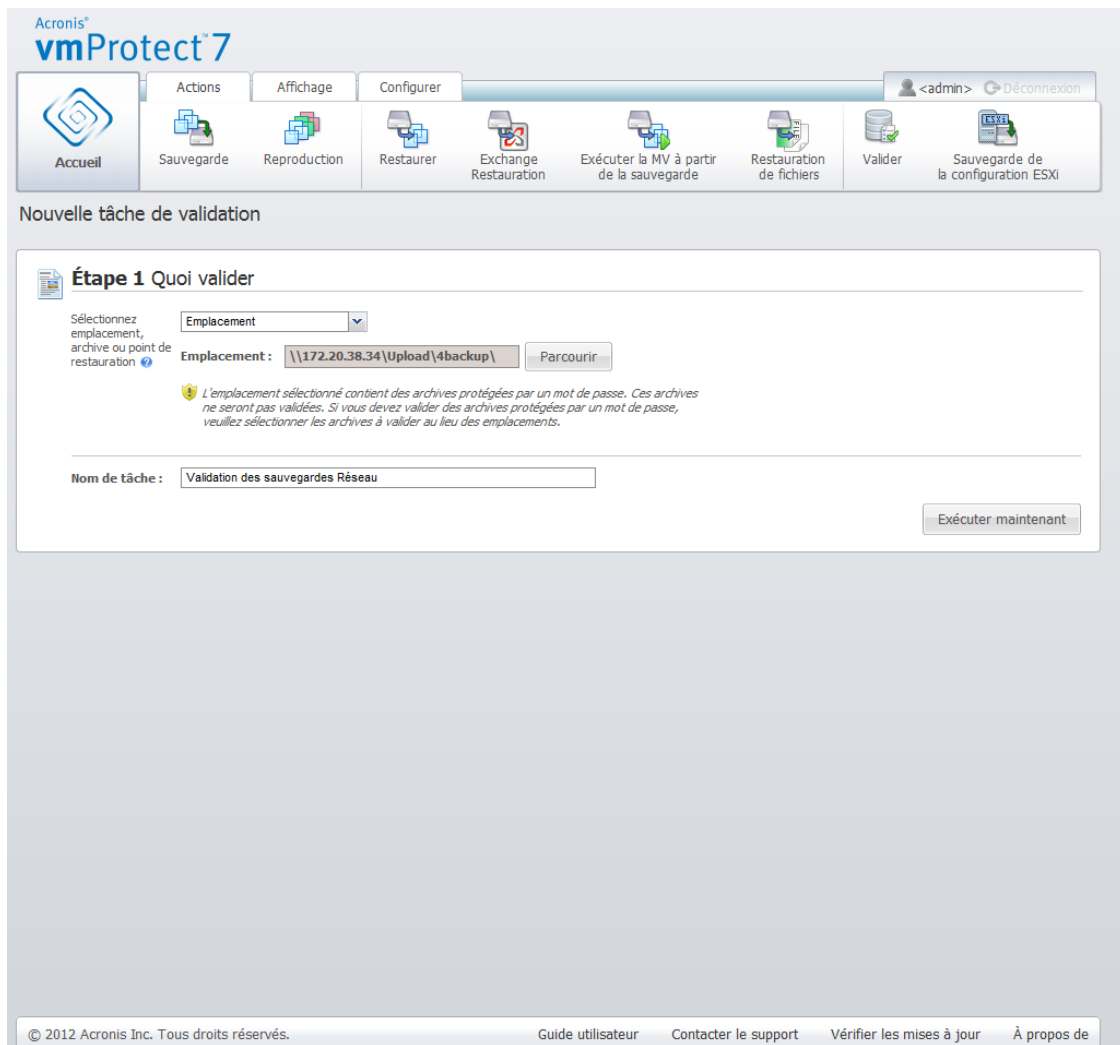 Acronis®
vmProtect™7
Actions
Affichage
Configurer
<admin>
Déconnexion
Accueil
Sauvegarde
Reproduction
Restaurer
Exchange
Restauration
Exécuter la MV à partir
de la sauvegarde
Restauration
de fichiers
Valider
Sauvegarde de
la configuration ESXi
ESXi
Nouvelle tâche de validation
Étape 1 Quoi valider
Sélectionnez
emplacement,
archive ou point de
restauration
Emplacement
Emplacement : \\172.20.38.34\Upload\4backup\ Parcourir
L'emplacement sélectionné contient des archives protégées par un mot de passe. Ces archives
ne seront pas validées. Si vous devez valider des archives protégées par un mot de passe,
veuillez sélectionner les archives à valider au lieu des emplacements.
Nom de tâche : Validation des sauvegardes Réseau
Exécuter maintenant
© 2012 Acronis Inc. Tous droits réservés. Guide utilisateur Contacter le support Vérifier les mises à jour À propos de